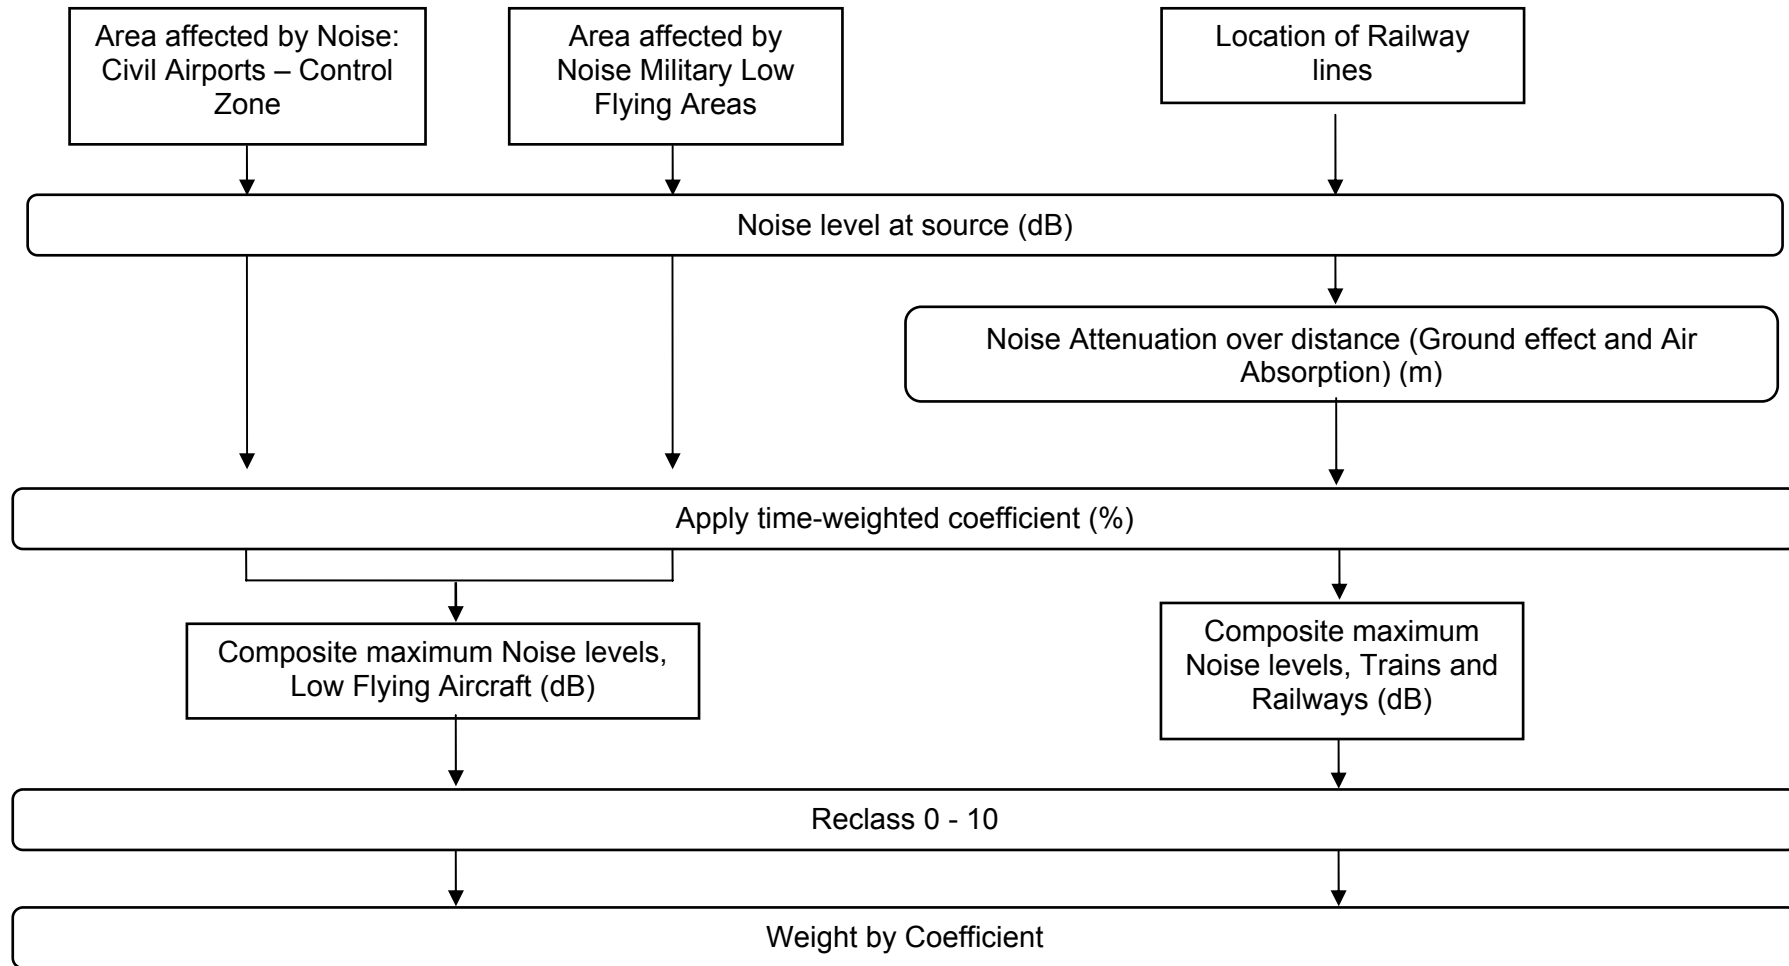 Area affected by Noise:
Civil Airports – Control
Zone
Area affected by
Noise Military Low
Flying Areas
Location of Railway
lines
Noise level at source (dB)
Noise Attenuation over distance (Ground effect and Air
Absorption) (m)
Apply time-weighted coefficient (%)
Composite maximum Noise levels,
Low Flying Aircraft (dB)
Composite maximum
Noise levels, Trains and
Railways (dB)
Reclass 0 - 10
Weight by Coefficient